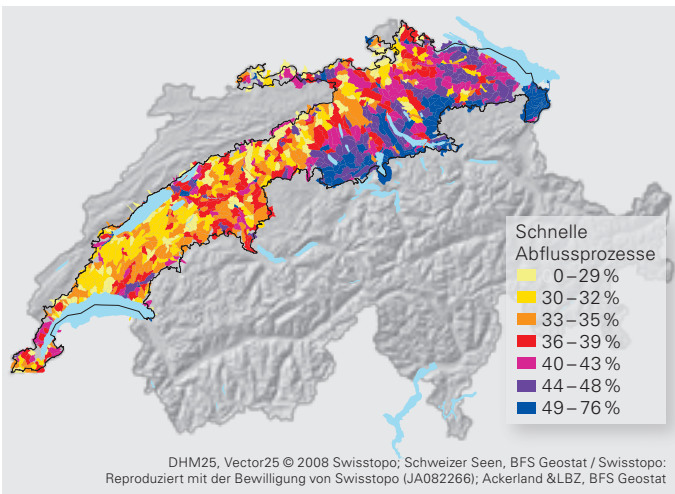 Schnelle
Abflussprozesse
0–29 %
30–32 %
33–35 %
36–39 %
40–43 %
44–48 %
49–76 %
DHM25, Vector25 © 2008 Swisstopo; Schweizer Seen, BFS Geostat / Swisstopo:
Reproduziert mit der Bewilligung von Swisstopo (JA082266); Ackerland &LBZ, BFS Geostat